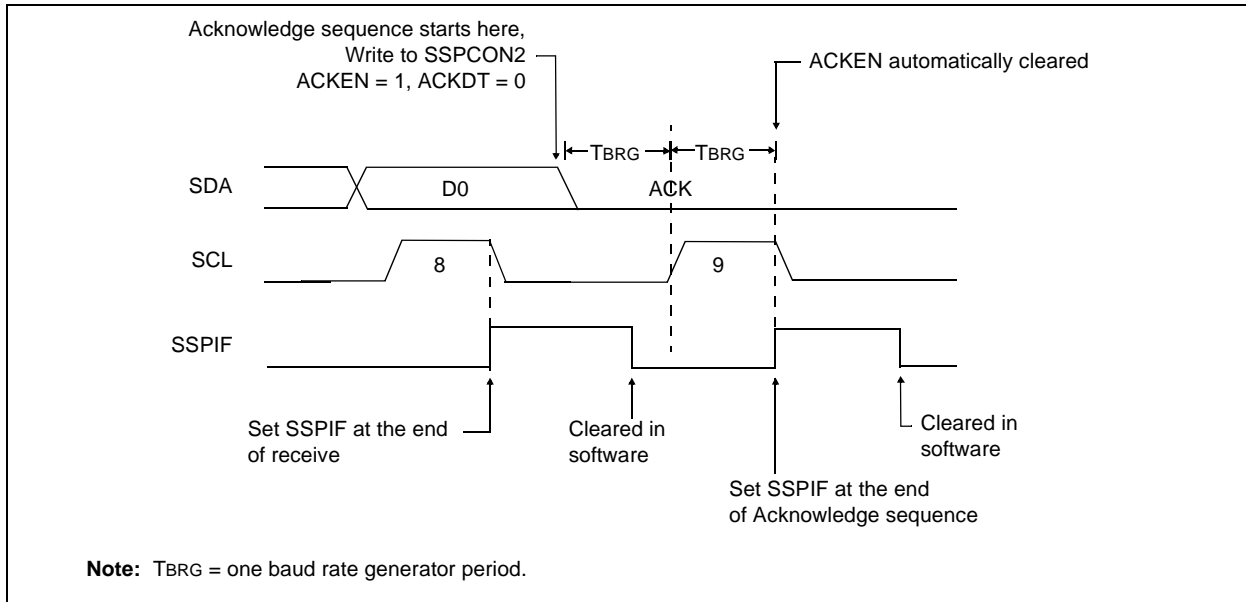 Acknowledge sequence starts here,
Write to SSPCON2
ACKEN = 1, ACKDT = 0
ACKEN automatically cleared
TBRG
TBRG
SDA
D0
ACK
SCL
8
9
SSPIF
Set SSPIF at the end
of receive
Cleared in
software
Set SSPIF at the end
of Acknowledge sequence
Cleared in
software
Note: TBRG = one baud rate generator period.